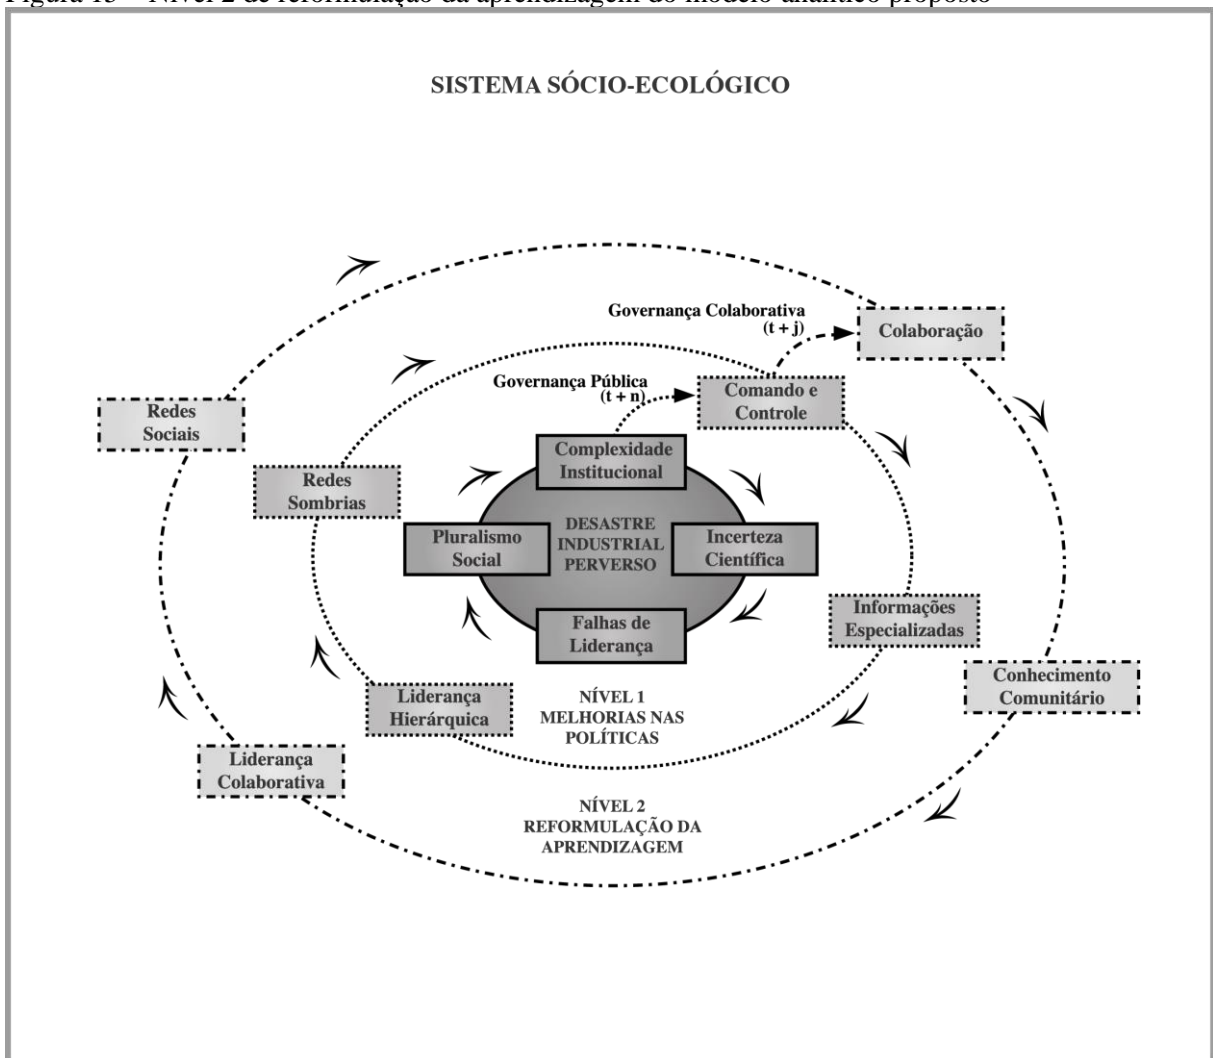 Figura 13 – Nível 2 de reformulação da aprendizagem do modelo analítico proposto
SISTEMA SÓCIO-ECOLÓGICO
Governança Colaborativa
(t + j)
Colaboração
Governança Pública
(t + n)
Comando e
Controle
Redes
Sociais
Complexidade
Institucional
Redes
Sombrias
DESASTRE
INDUSTRIAL
PERVERSO
Pluralismo
Social
Incerteza
Científica
Falhas de
Liderança
Informações
Especializadas
Conhecimento
Comunitário
Liderança
Hierárquica
NÍVEL 1
MELHORIAS NAS
POLÍTICAS
Liderança
Colaborativa
NÍVEL 2
REFORMULAÇÃO DA
APRENDIZAGEM